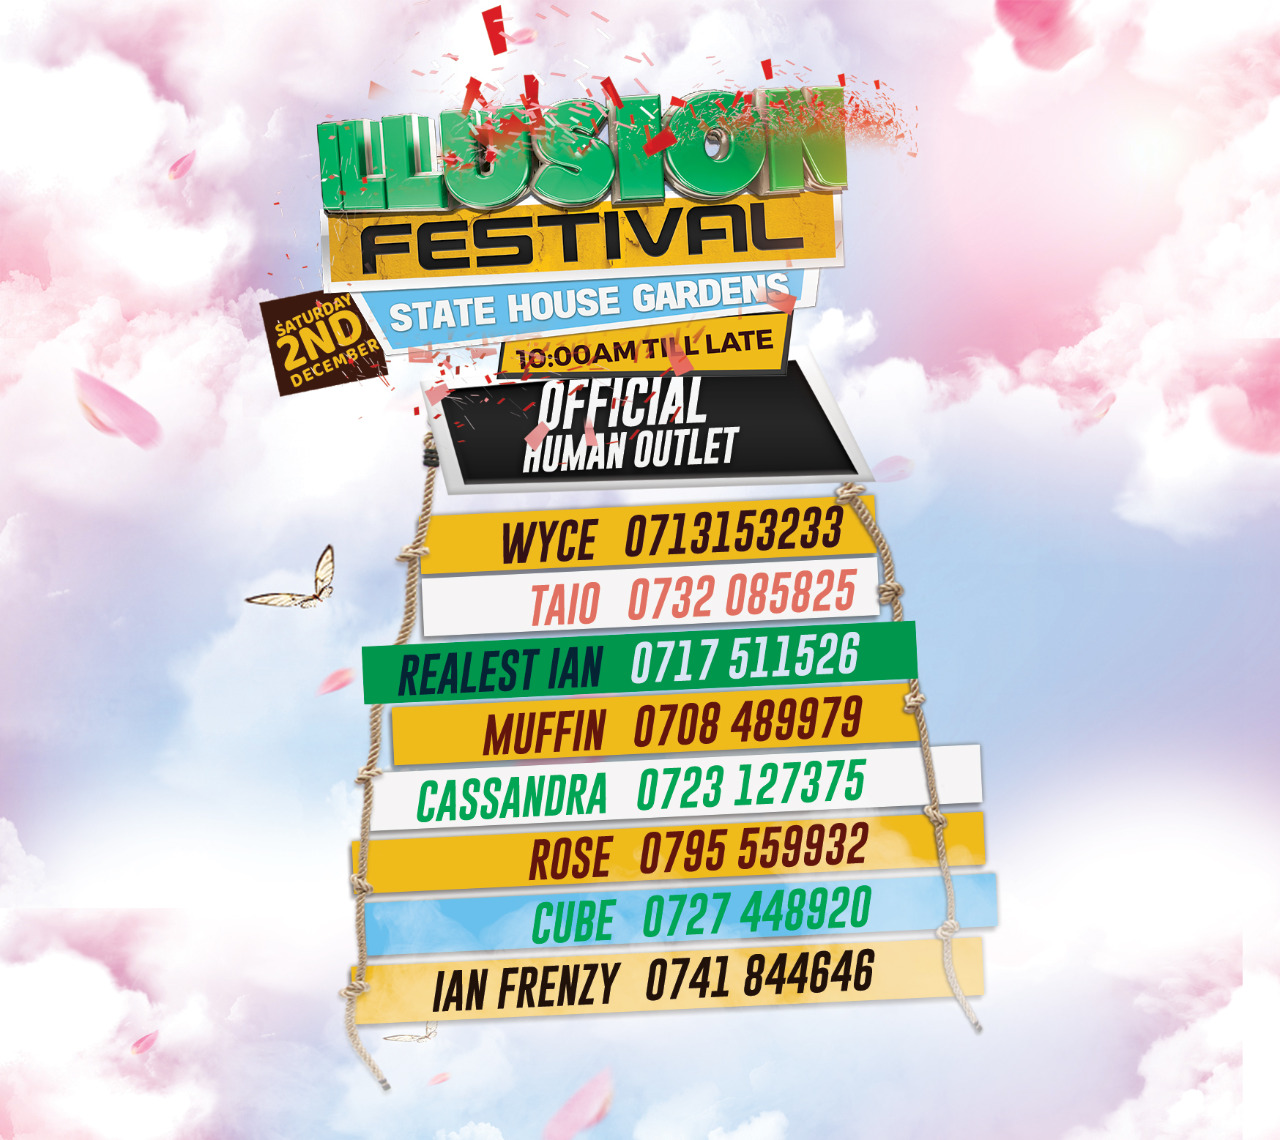 ILLUSION
FESTIVAL
STATE HOUSE GARDENS
SATURDAY
2ND
DECEMBER
10:00AM TILL LATE
OFFICIAL
HUMAN OUTLET
WYCE 0713153233
TAIO 0732 085825
REALEST IAN 0717 511526
MUFFIN 0708 489979
CASSANDRA 0723 127375
ROSE 0795 559932
CUBE 0727 448920
IAN FRENZY 0741 844646